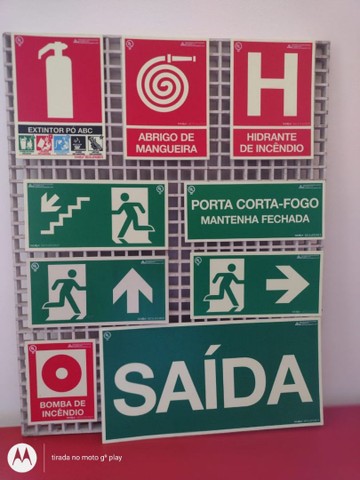 EXTINTOR PÓ ABC
ABRIGO DE
MANGUEIRA
H
HIDRANTE
DE INCÊNDIO
PORTA CORTA-FOGO
MANTENHA FECHADA
BOMBA DE
INCÊNDIO
SAÍDA
tirada no moto g⁸ play